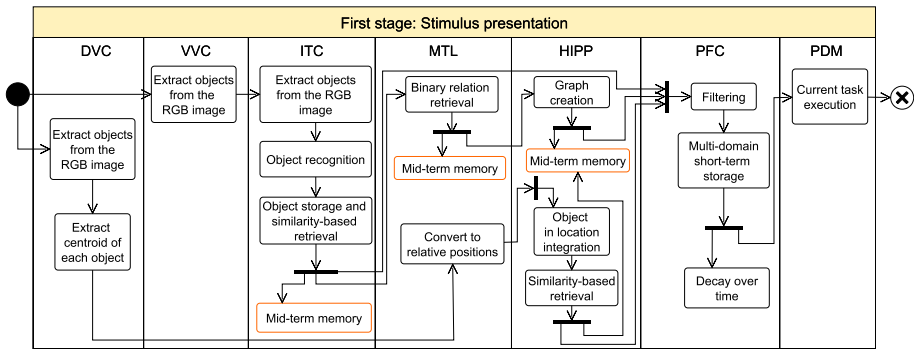 First stage: Stimulus presentation
DVC
VVC
ITC
MTL
HIPP
PFC
PDM
Extract objects
from the
RGB image
Extract
centroid of
each object
Extract objects
from the
RGB image
Extract objects
from the RGB
image
Object recognition
Object storage and
similarity-based
retrieval
Mid-term memory
Binary relation
retrieval
Mid-term memory
Convert to
relative positions
Graph
creation
Mid-term memory
Object
in location
integration
Similarity-based
retrieval
Filtering
Multi-domain
short-term
storage
Decay over
time
Current task
execution